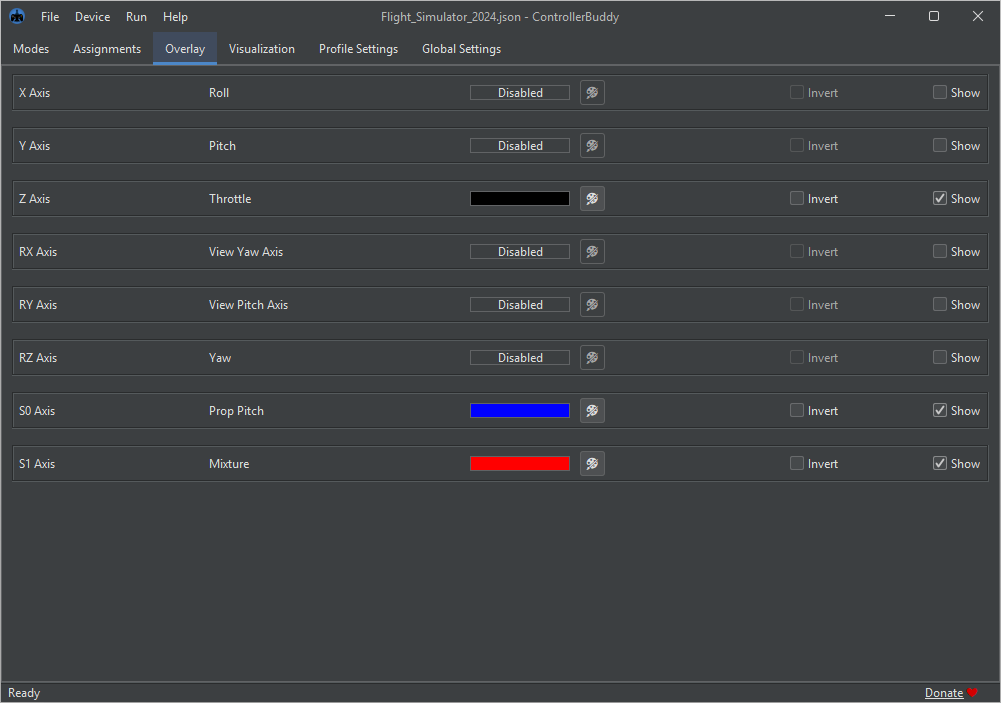 File Device Run Help Flight_Simulator_2024.json - ControllerBuddy
Modes Assignments Overlay Visualization Profile Settings Global Settings
X Axis Roll Disabled Invert Show
Y Axis Pitch Disabled Invert Show
Z Axis Throttle Invert Show
RX Axis View Yaw Axis Disabled Invert Show
RY Axis View Pitch Axis Disabled Invert Show
RZ Axis Yaw Disabled Invert Show
S0 Axis Prop Pitch Invert Show
S1 Axis Mixture Invert Show
Ready Donate